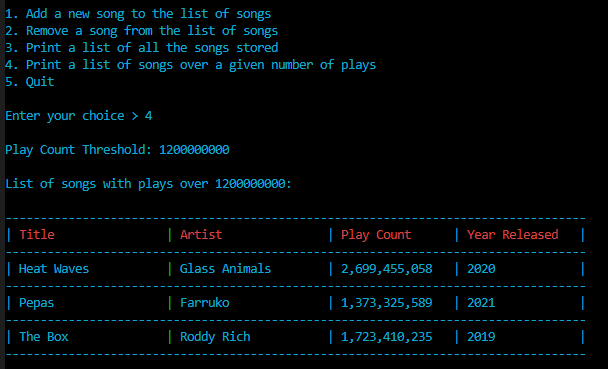 1. Add a new song to the list of songs
2. Remove a song from the list of songs
3. Print a list of all the songs stored
4. Print a list of songs over a given number of plays
5. Quit
Enter your choice > 4
Play Count Threshold: 1200000000
List of songs with plays over 1200000000:
-----------------------------------------------------------------------------------
| Title                | Artist               | Play Count      | Year Released   |
-----------------------------------------------------------------------------------
| Heat Waves           | Glass Animals        | 2,699,455,058   | 2020            |
-----------------------------------------------------------------------------------
| Pepas                | Farruko              | 1,373,325,589   | 2021            |
-----------------------------------------------------------------------------------
| The Box              | Roddy Rich           | 1,723,410,235   | 2019            |
-----------------------------------------------------------------------------------